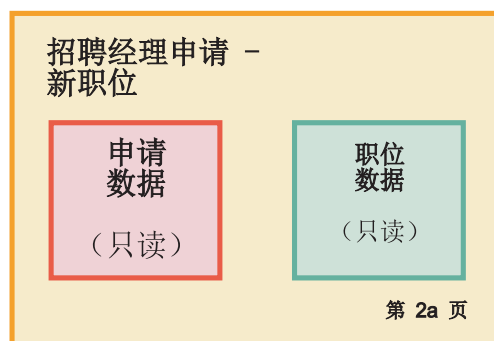 招聘经理申请 –
新职位
申请
数据
（只读）
职位
数据
（只读）
第 2a 页